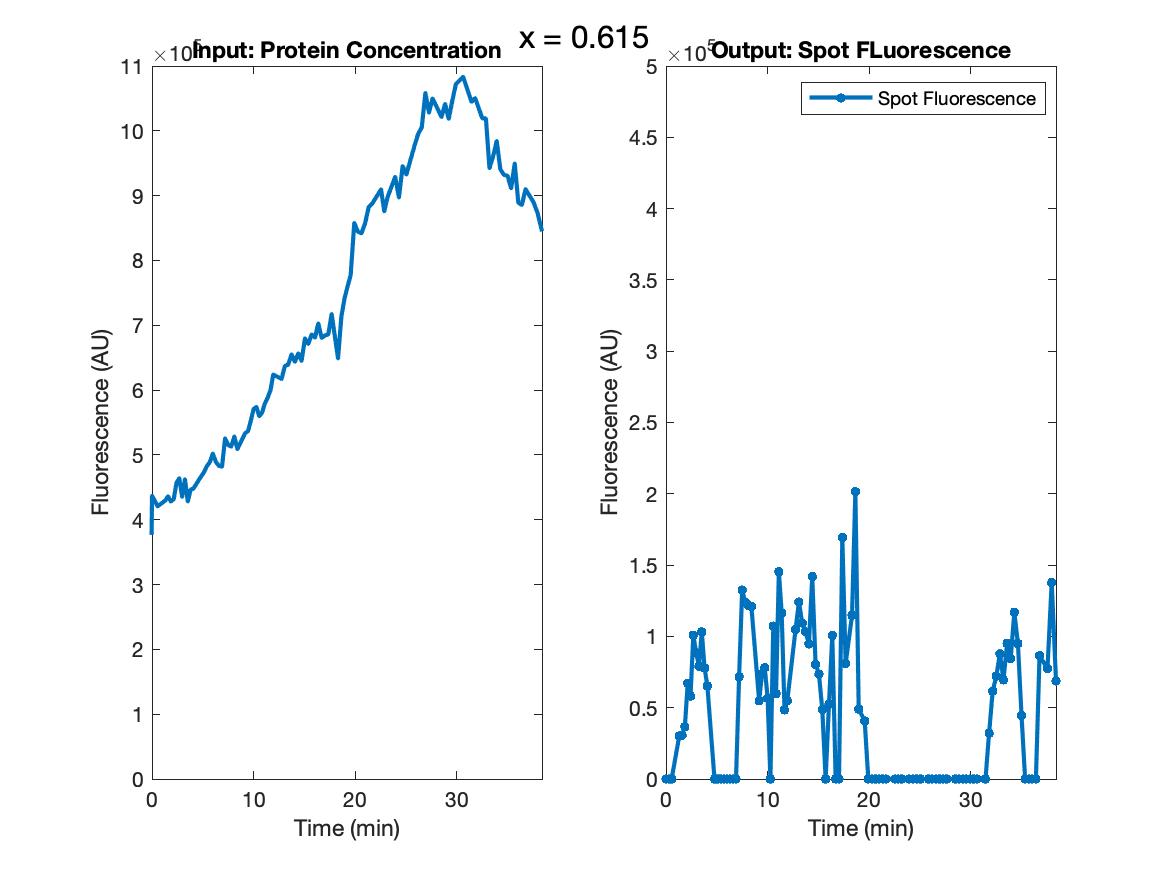 x = 0.615
×10⁵
Input: Protein Concentration
11
10
9
8
7
6
5
4
3
2
1
0
Fluorescence (AU)
0 10 20 30
Time (min)
×10⁵
Output: Spot FLuorescence
Spot Fluorescence
5
4.5
4
3.5
3
2.5
2
1.5
1
0.5
0
Fluorescence (AU)
0 10 20 30
Time (min)